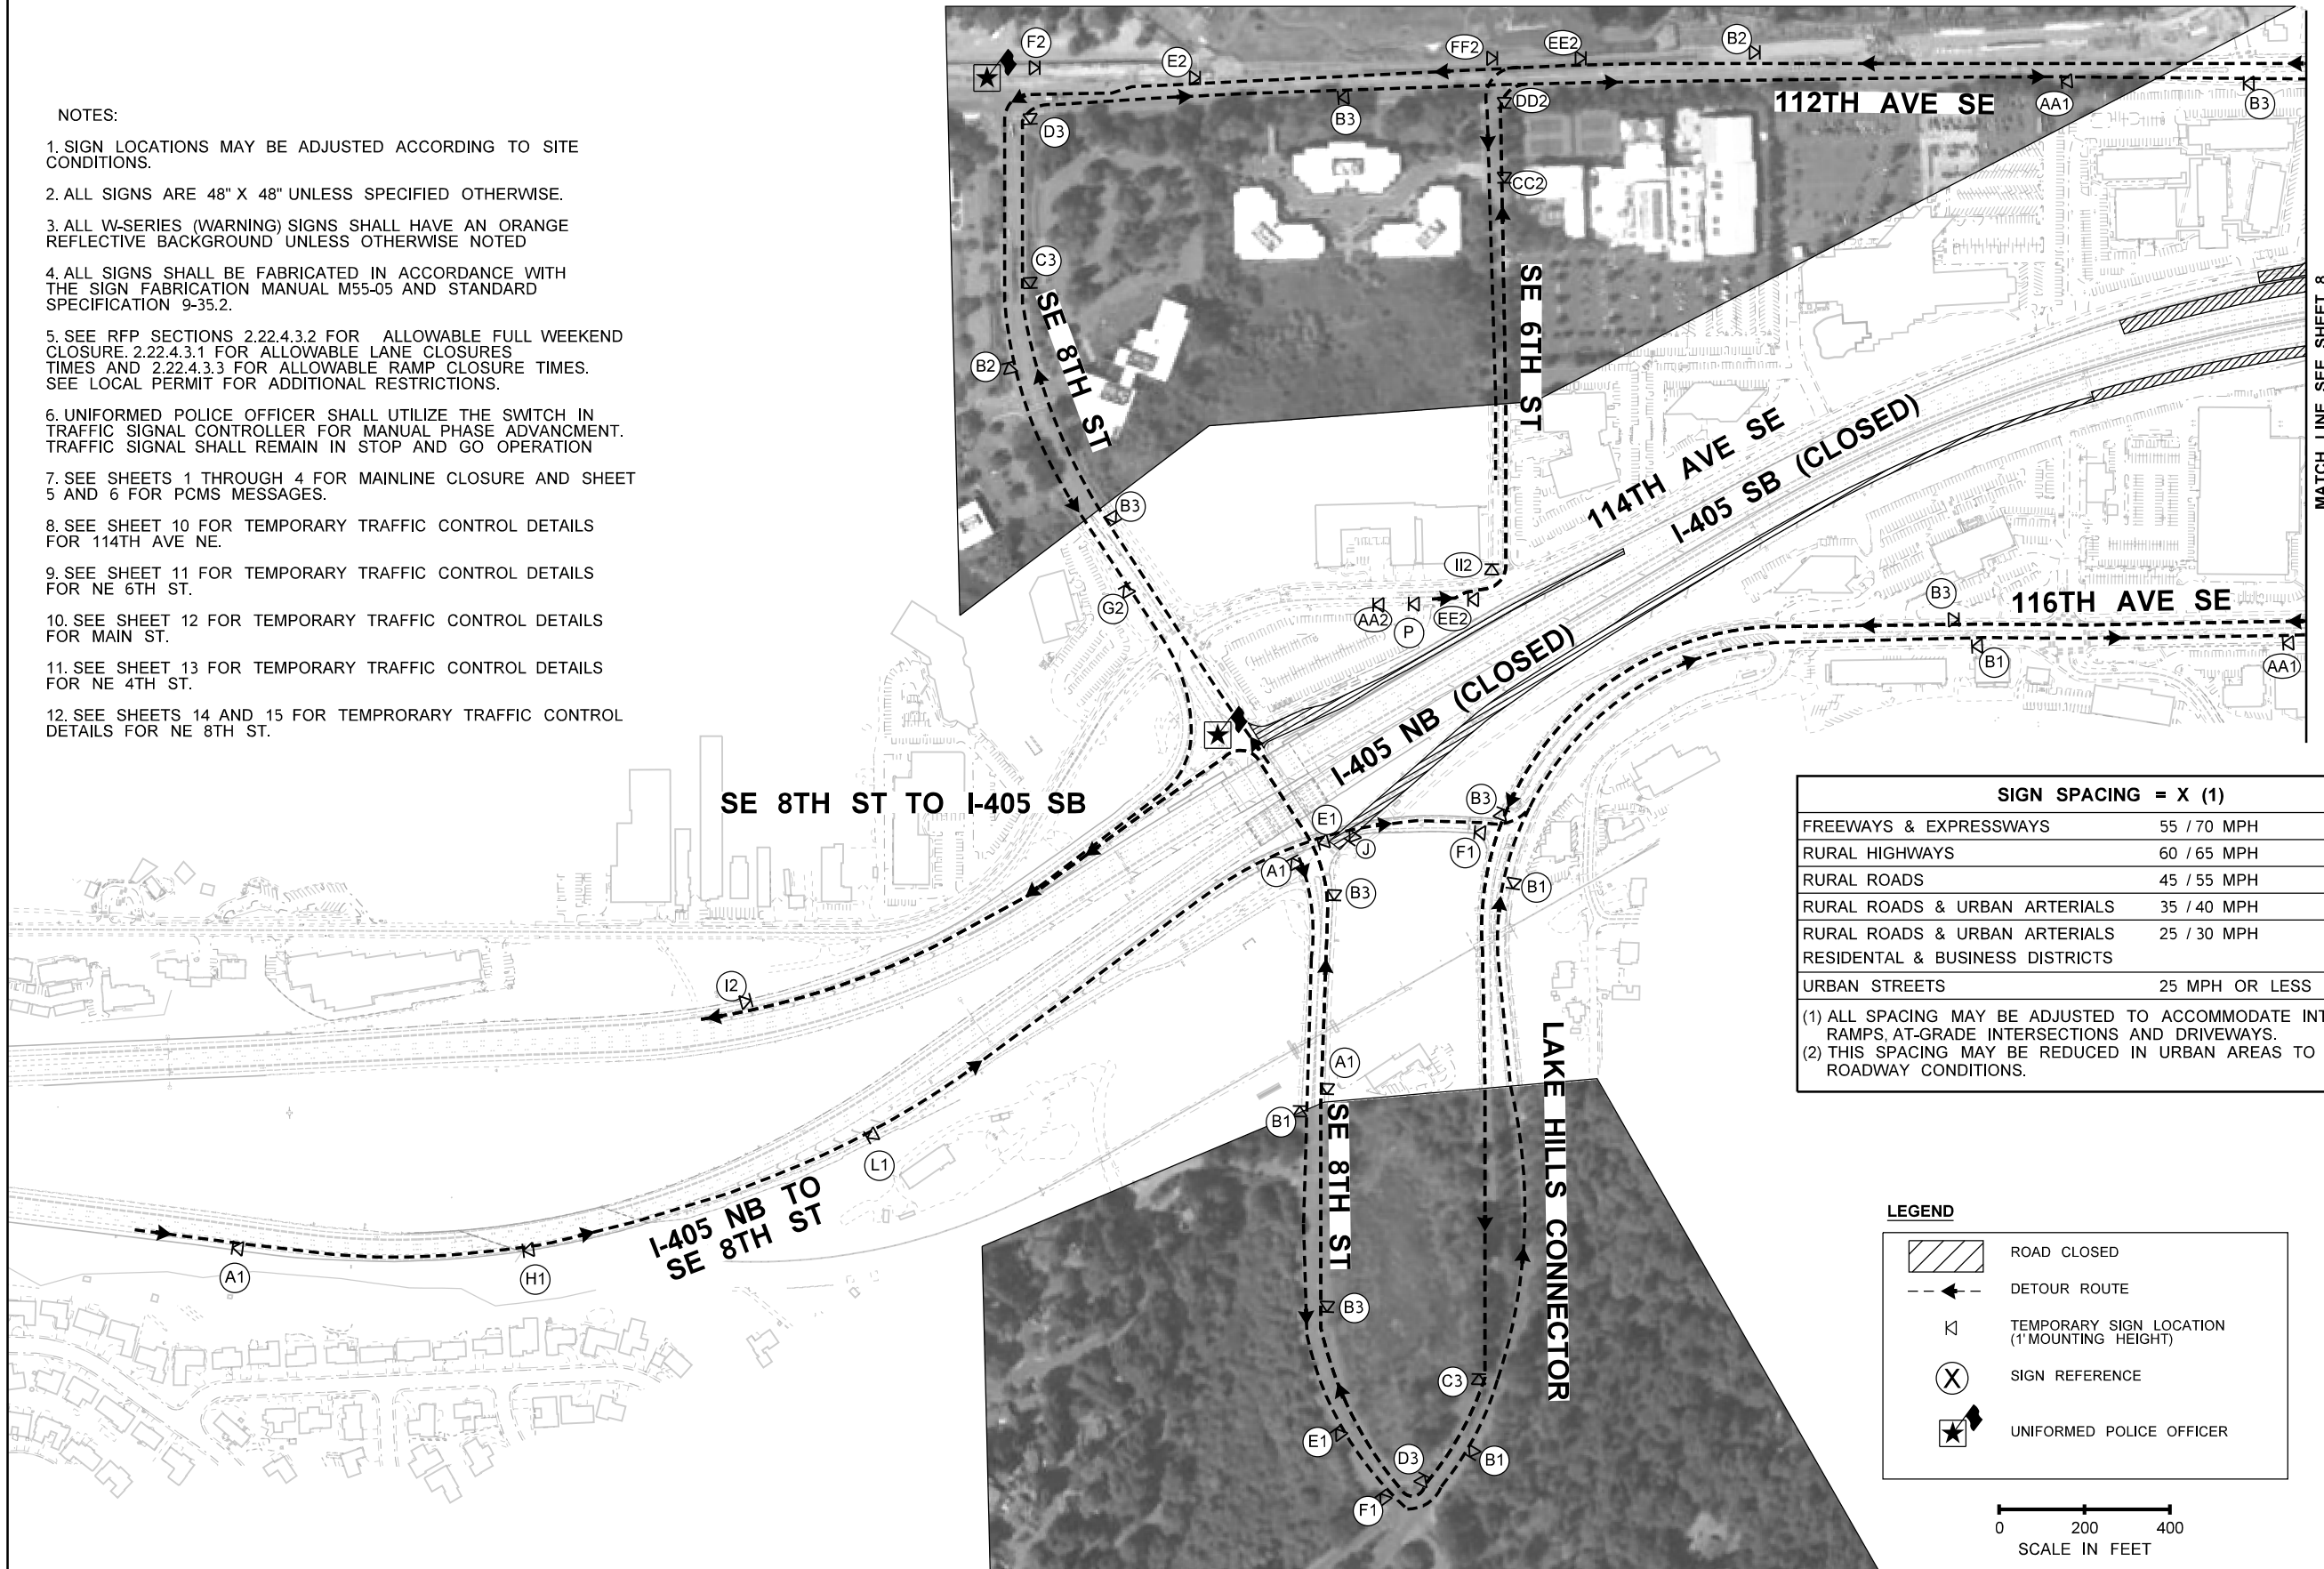 NOTES:
1. SIGN LOCATIONS MAY BE ADJUSTED ACCORDING TO SITE
CONDITIONS.
2. ALL SIGNS ARE 48" X 48" UNLESS SPECIFIED OTHERWISE.
3. ALL W-SERIES (WARNING) SIGNS SHALL HAVE AN ORANGE
REFLECTIVE BACKGROUND UNLESS OTHERWISE NOTED
4. ALL SIGNS SHALL BE FABRICATED IN ACCORDANCE WITH
THE SIGN FABRICATION MANUAL M55-05 AND STANDARD
SPECIFICATION 9-35.2.
5. SEE RFP SECTIONS 2.22.4.3.2 FOR ALLOWABLE FULL WEEKEND
CLOSURE. 2.22.4.3.1 FOR ALLOWABLE LANE CLOSURES
TIMES AND 2.22.4.3.3 FOR ALLOWABLE RAMP CLOSURE TIMES.
SEE LOCAL PERMIT FOR ADDITIONAL RESTRICTIONS.
6. UNIFORMED POLICE OFFICER SHALL UTILIZE THE SWITCH IN
TRAFFIC SIGNAL CONTROLLER FOR MANUAL PHASE ADVANCMENT.
TRAFFIC SIGNAL SHALL REMAIN IN STOP AND GO OPERATION
7. SEE SHEETS 1 THROUGH 4 FOR MAINLINE CLOSURE AND SHEET
5 AND 6 FOR PCMS MESSAGES.
8. SEE SHEET 10 FOR TEMPORARY TRAFFIC CONTROL DETAILS
FOR 114TH AVE NE.
9. SEE SHEET 11 FOR TEMPORARY TRAFFIC CONTROL DETAILS
FOR NE 6TH ST.
10. SEE SHEET 12 FOR TEMPORARY TRAFFIC CONTROL DETAILS
FOR MAIN ST.
11. SEE SHEET 13 FOR TEMPORARY TRAFFIC CONTROL DETAILS
FOR NE 4TH ST.
12. SEE SHEETS 14 AND 15 FOR TEMPRORARY TRAFFIC CONTROL
DETAILS FOR NE 8TH ST.
F2
E2
FF2
EE2
B2
D3
B3
DD2
112TH AVE SE
AA1
B3
CC2
C3
SE 8TH ST
SE 6TH ST
B2
MATCH LINE SEE SHEET 8
114TH AVE SE
I-405 SB (CLOSED)
B3
G2
II2
AA2
P
EE2
B3
116TH AVE SE
B1
AA1
I-405 NB (CLOSED)
SE 8TH ST TO I-405 SB
E1
J
A1
B3
B3
F1
B1
I2
A1
B1
SE 8TH ST
LAKE HILLS CONNECTOR
L1
I-405 NB TO
SE 8TH ST
A1
H1
B3
C3
E1
D3
B1
F1
SIGN SPACING = X (1)
FREEWAYS & EXPRESSWAYS 55 / 70 MPH
RURAL HIGHWAYS 60 / 65 MPH
RURAL ROADS 45 / 55 MPH
RURAL ROADS & URBAN ARTERIALS 35 / 40 MPH
RURAL ROADS & URBAN ARTERIALS 25 / 30 MPH
RESIDENTAL & BUSINESS DISTRICTS
URBAN STREETS 25 MPH OR LESS
(1) ALL SPACING MAY BE ADJUSTED TO ACCOMMODATE INT
RAMPS, AT-GRADE INTERSECTIONS AND DRIVEWAYS.
(2) THIS SPACING MAY BE REDUCED IN URBAN AREAS TO
ROADWAY CONDITIONS.
LEGEND
ROAD CLOSED
DETOUR ROUTE
TEMPORARY SIGN LOCATION
(1' MOUNTING HEIGHT)
X SIGN REFERENCE
UNIFORMED POLICE OFFICER
0 200 400
SCALE IN FEET